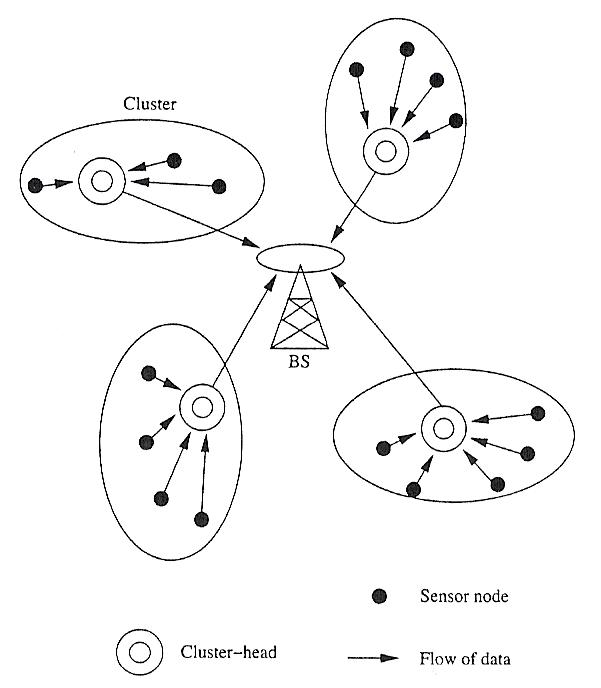 Cluster
BS
Sensor node
Cluster-head
Flow of data